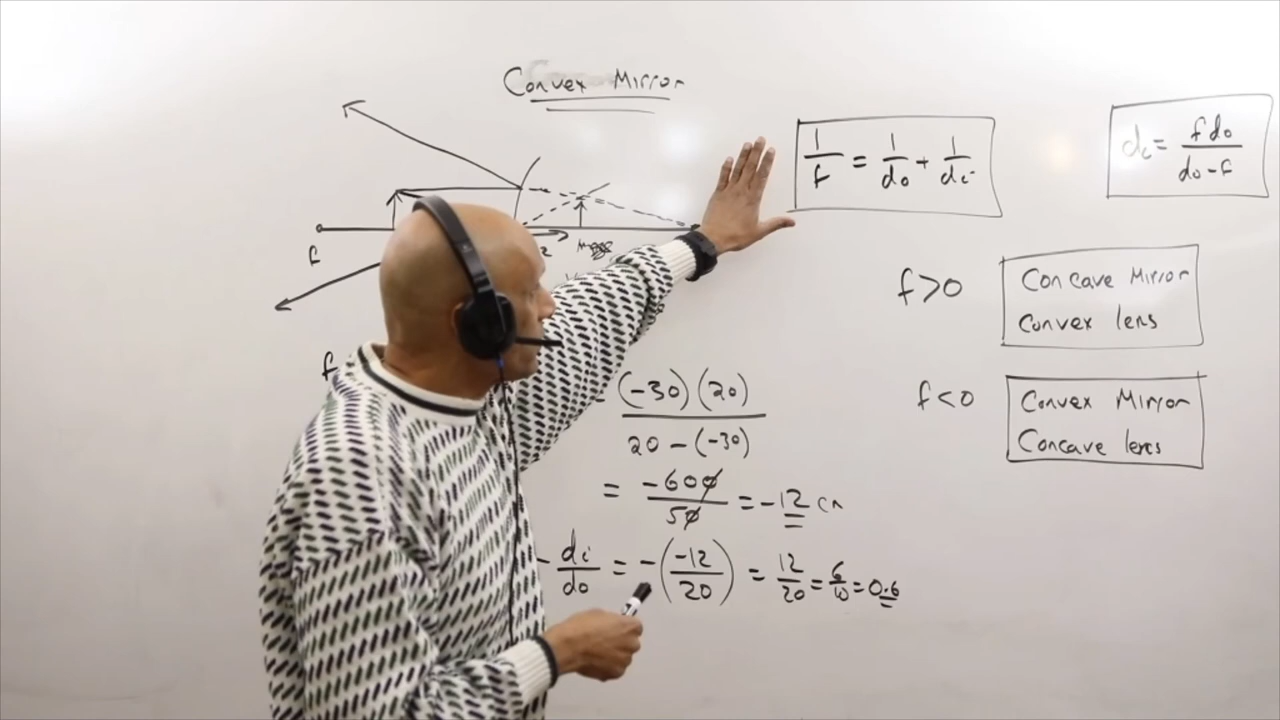 Convex Mirror
1/f = 1/do + 1/di
di = f do / do - f
f
f > 0
Concave Mirror
Convex lens
f
f < 0
Convex Mirror
Concave lens
(-30)(20) / 20 - (-30)
= -600 / 50 = -12 cm
- di/do = -(-12/20) = 12/20 = 6/10 = 0.6